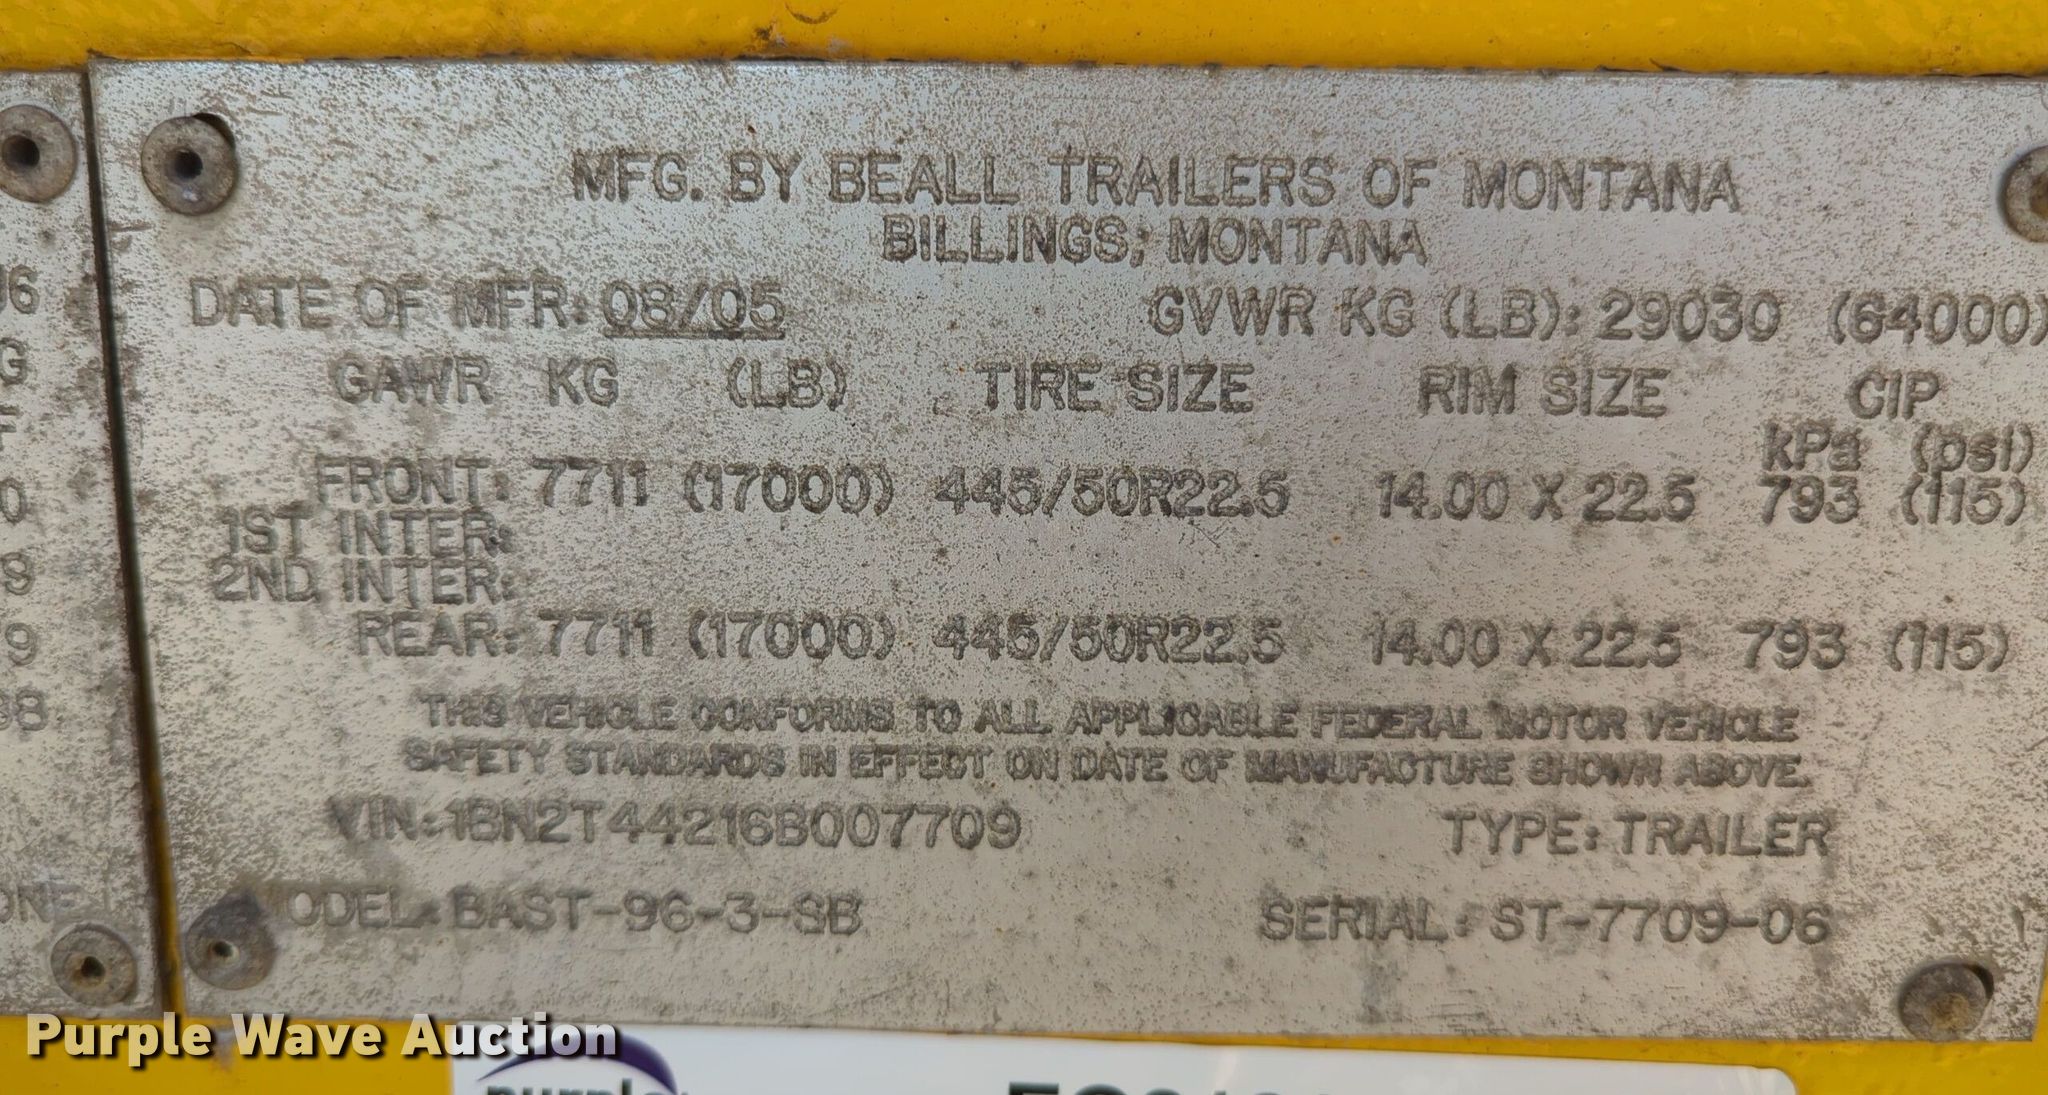 MFG. BY BEALL TRAILERS OF MONTANA
BILLINGS, MONTANA
DATE OF MFR: 08/05 GVWR KG (LB): 29030 (64000)
GAWR KG (LB) TIRE SIZE RIM SIZE CIP
kPa (psi)
FRONT: 7711 (17000) 445/50R22.5 14.00 X 22.5 793 (115)
1ST INTER:
2ND INTER:
REAR: 7711 (17000) 445/50R22.5 14.00 X 22.5 793 (115)
THIS VEHICLE CONFORMS TO ALL APPLICABLE FEDERAL MOTOR VEHICLE
SAFETY STANDARDS IN EFFECT ON DATE OF MANUFACTURE SHOWN ABOVE.
VIN: 1BN2T44216B007709 TYPE: TRAILER
MODEL: BAST-96-3-SB SERIAL: ST-7709-06
Purple Wave Auction
purple